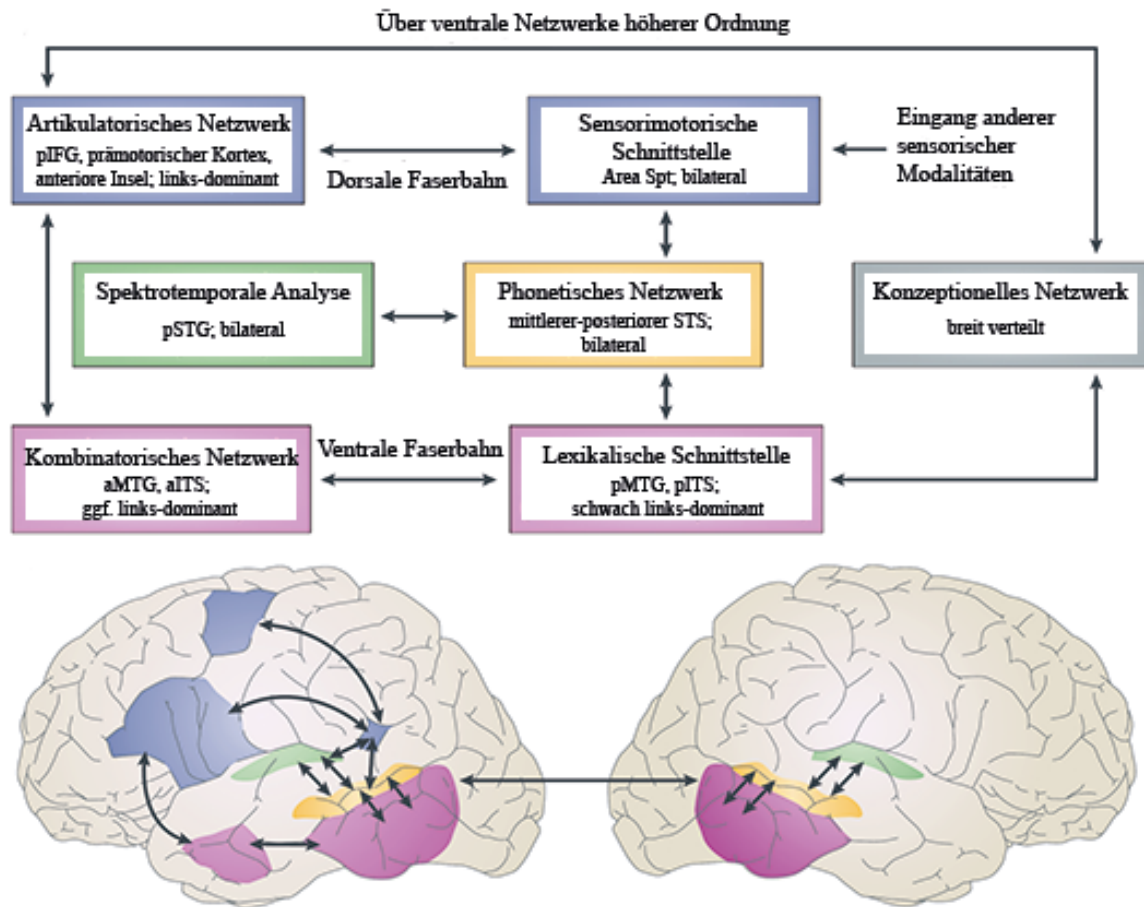 Über ventrale Netzwerke höherer Ordnung
Artikulatorisches Netzwerk
pIFG, prämotorischer Kortex,
anteriore Insel; links-dominant
Dorsale Faserbahn
Sensorimotorische
Schnittstelle
Area Spt; bilateral
Eingang anderer
sensorischer
Modalitäten
Spektrotemporale Analyse
pSTG; bilateral
Phonetisches Netzwerk
mittlerer-posteriorer STS;
bilateral
Konzeptionelles Netzwerk
breit verteilt
Kombinatorisches Netzwerk
aMTG, aITS;
ggf. links-dominant
Ventrale Faserbahn
Lexikalische Schnittstelle
pMTG, pITS;
schwach links-dominant